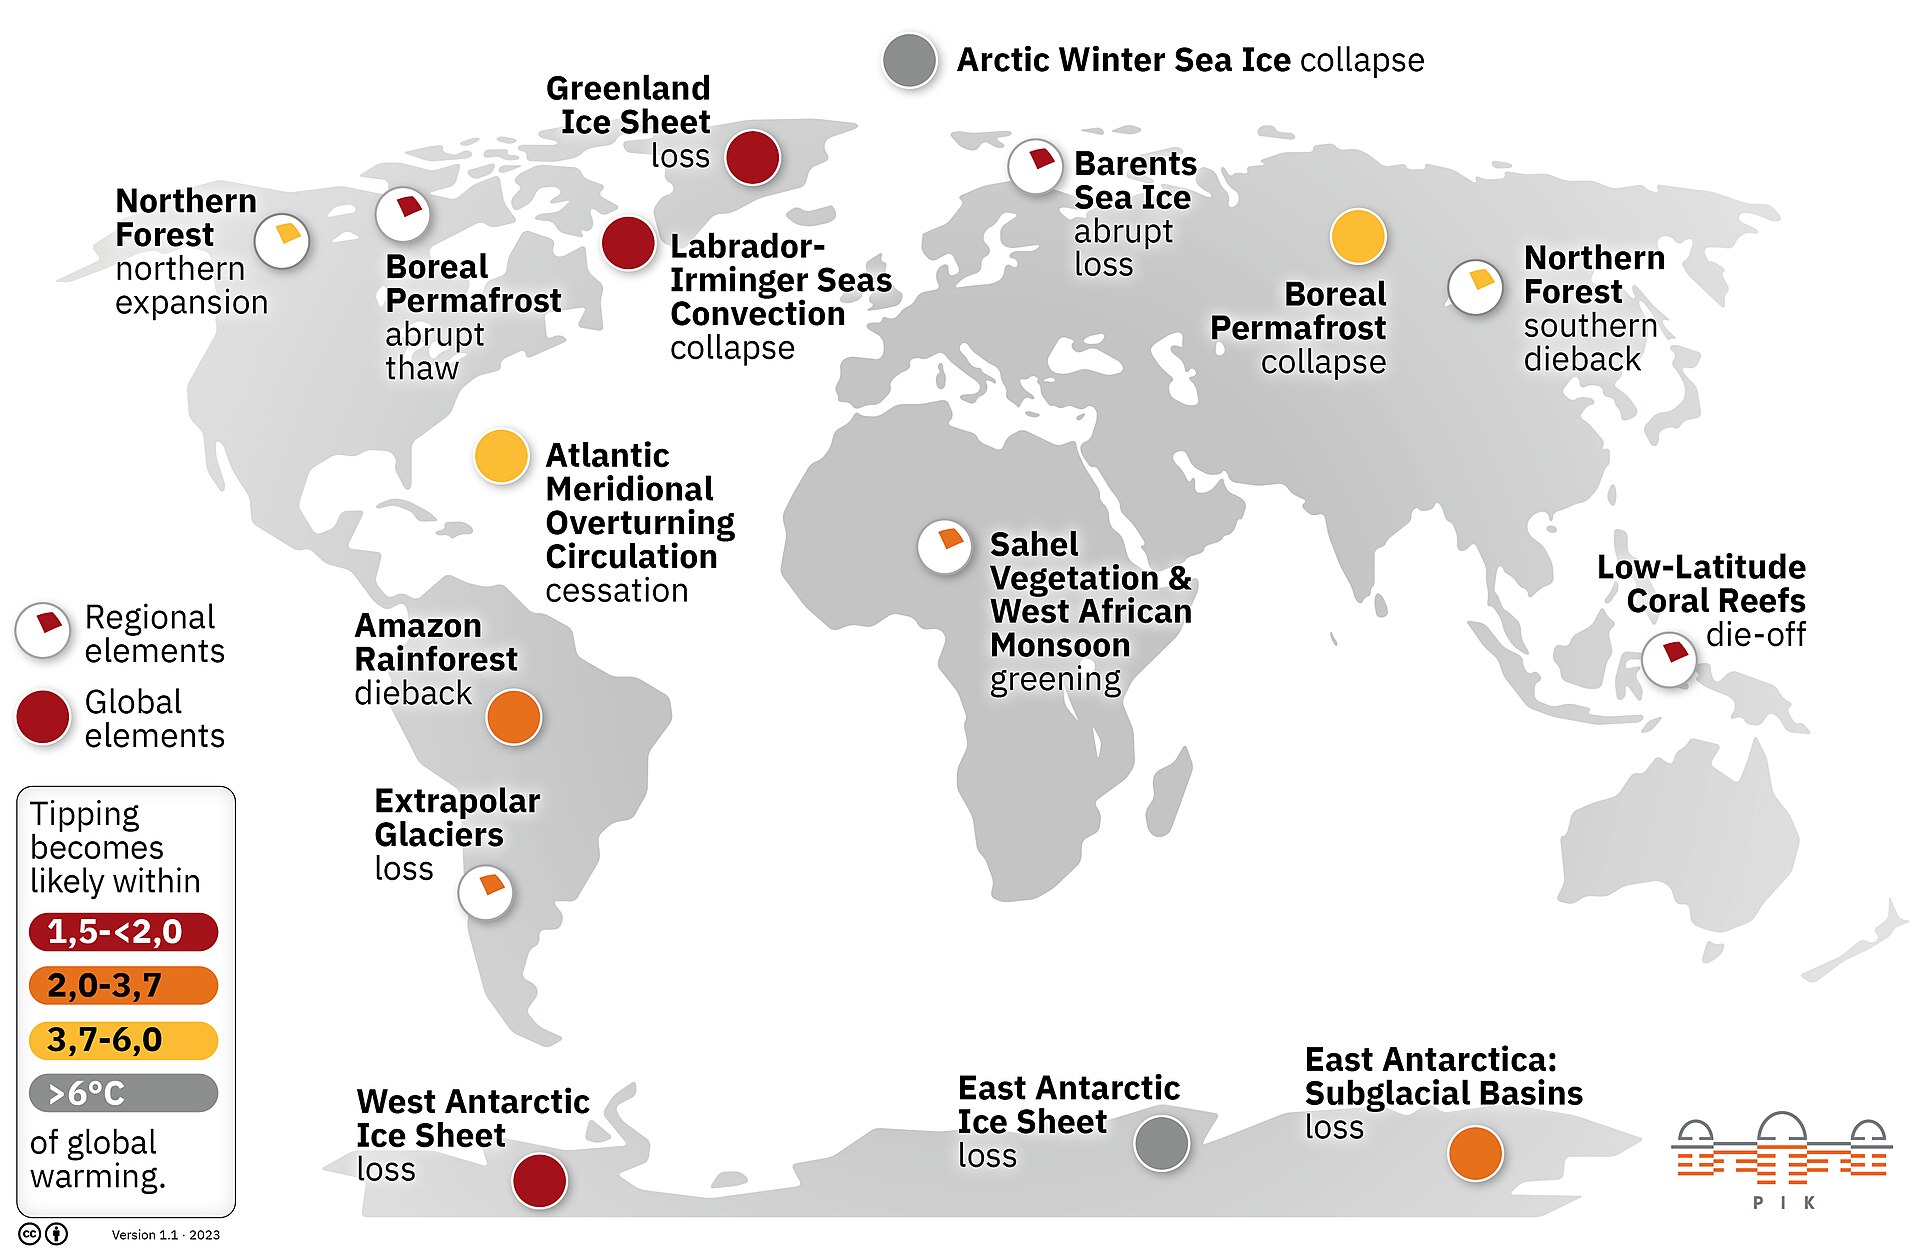 Arctic Winter Sea Ice collapse
Greenland
Ice Sheet
loss
Barents
Sea Ice
abrupt
loss
Northern
Forest
northern
expansion
Boreal
Permafrost
abrupt
thaw
Labrador-
Irminger Seas
Convection
collapse
Boreal
Permafrost
collapse
Northern
Forest
southern
dieback
Atlantic
Meridional
Overturning
Circulation
cessation
Sahel
Vegetation &
West African
Monsoon
greening
Low-Latitude
Coral Reefs
die-off
Amazon
Rainforest
dieback
Extrapolar
Glaciers
loss
Regional
elements
Global
elements
Tipping
becomes
likely within
1,5-<2,0
2,0-3,7
3,7-6,0
>6°C
of global
warming.
West Antarctic
Ice Sheet
loss
East Antarctic
Ice Sheet
loss
East Antarctica:
Subglacial Basins
loss
PIK
cc
Version 1.1 · 2023